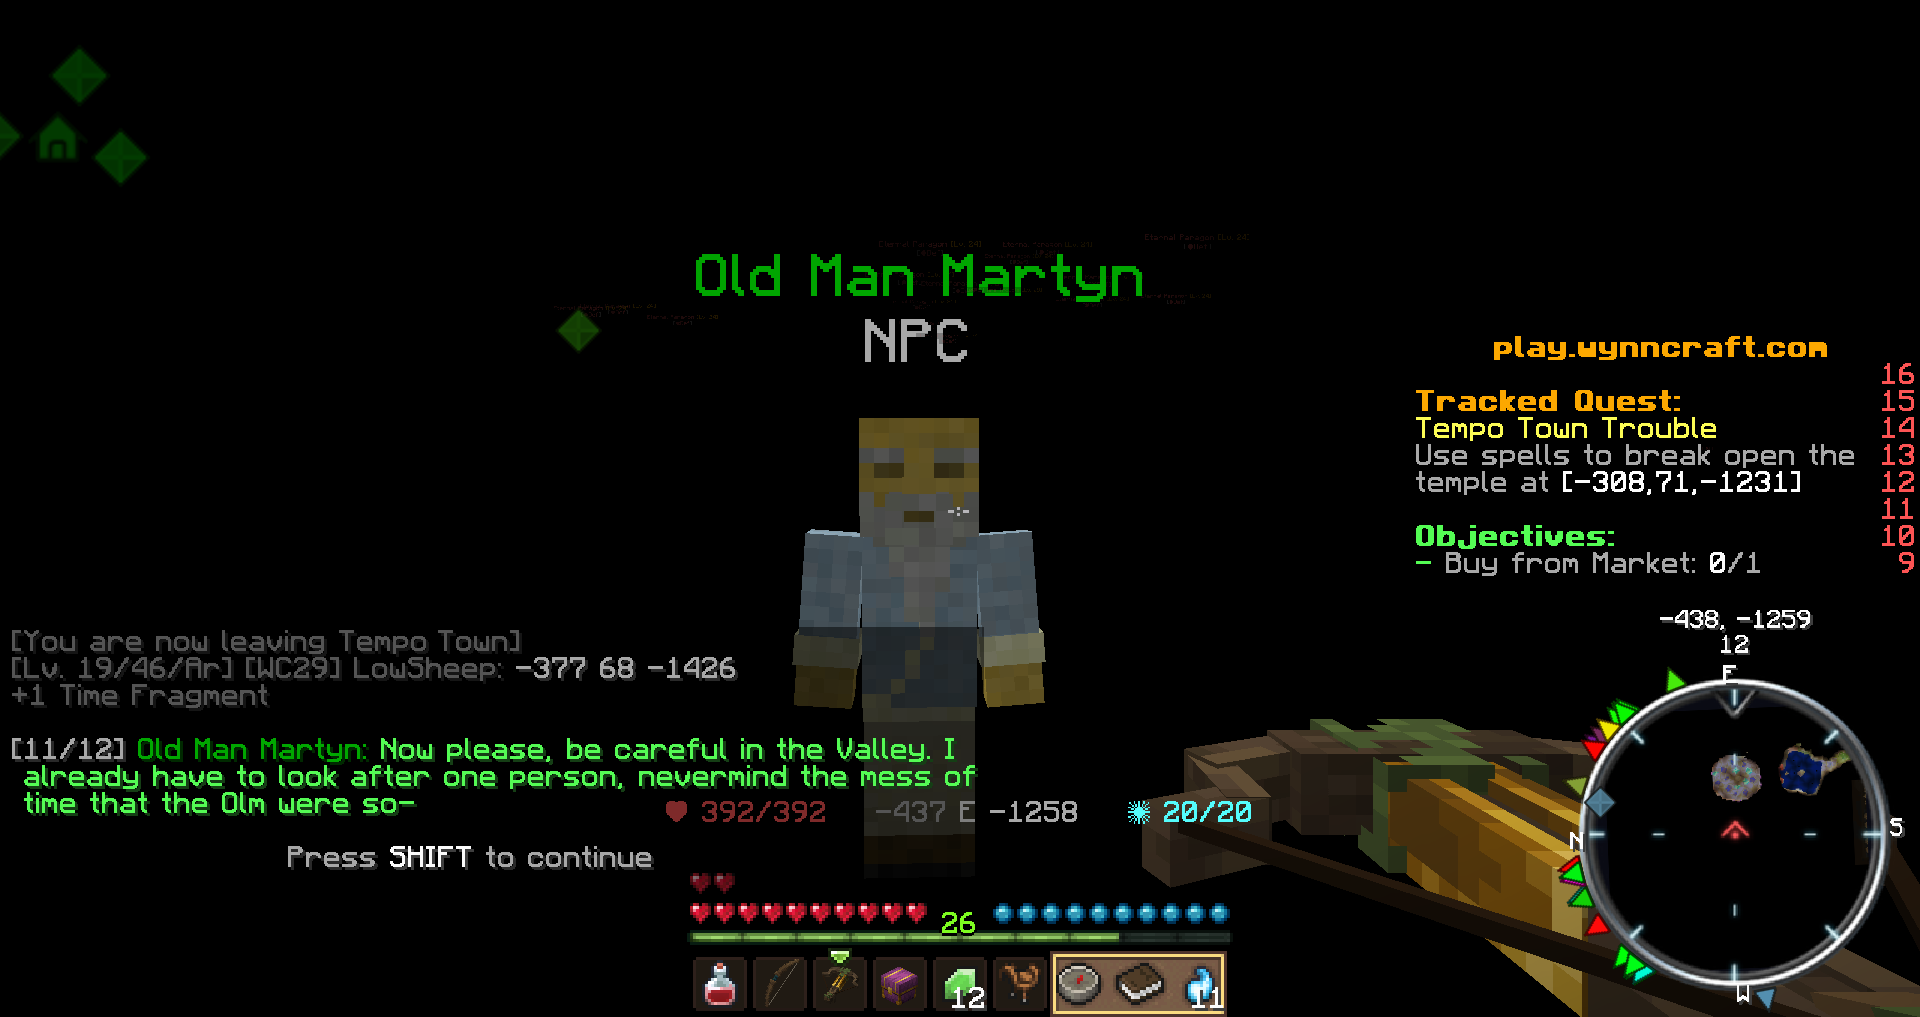 Old Man Martyn
NPC
play.wynncraft.com
16
Tracked Quest:
15
Tempo Town Trouble
14
Use spells to break open the
13
temple at [-308,71,-1231]
12
11
Objectives:
10
- Buy from Market: 0/1
9
-438, -1259
12
[You are now leaving Tempo Town]
[Lv. 19/46/Ar] [WC29] LowSheep: -377 68 -1426
+1 Time Fragment
[11/12] Old Man Martyn: Now please, be careful in the Valley. I
already have to look after one person, nevermind the mess of
time that the Olm were so-
392/392
-437 E -1258
20/20
Press SHIFT to continue
N
S
W
26
12
11